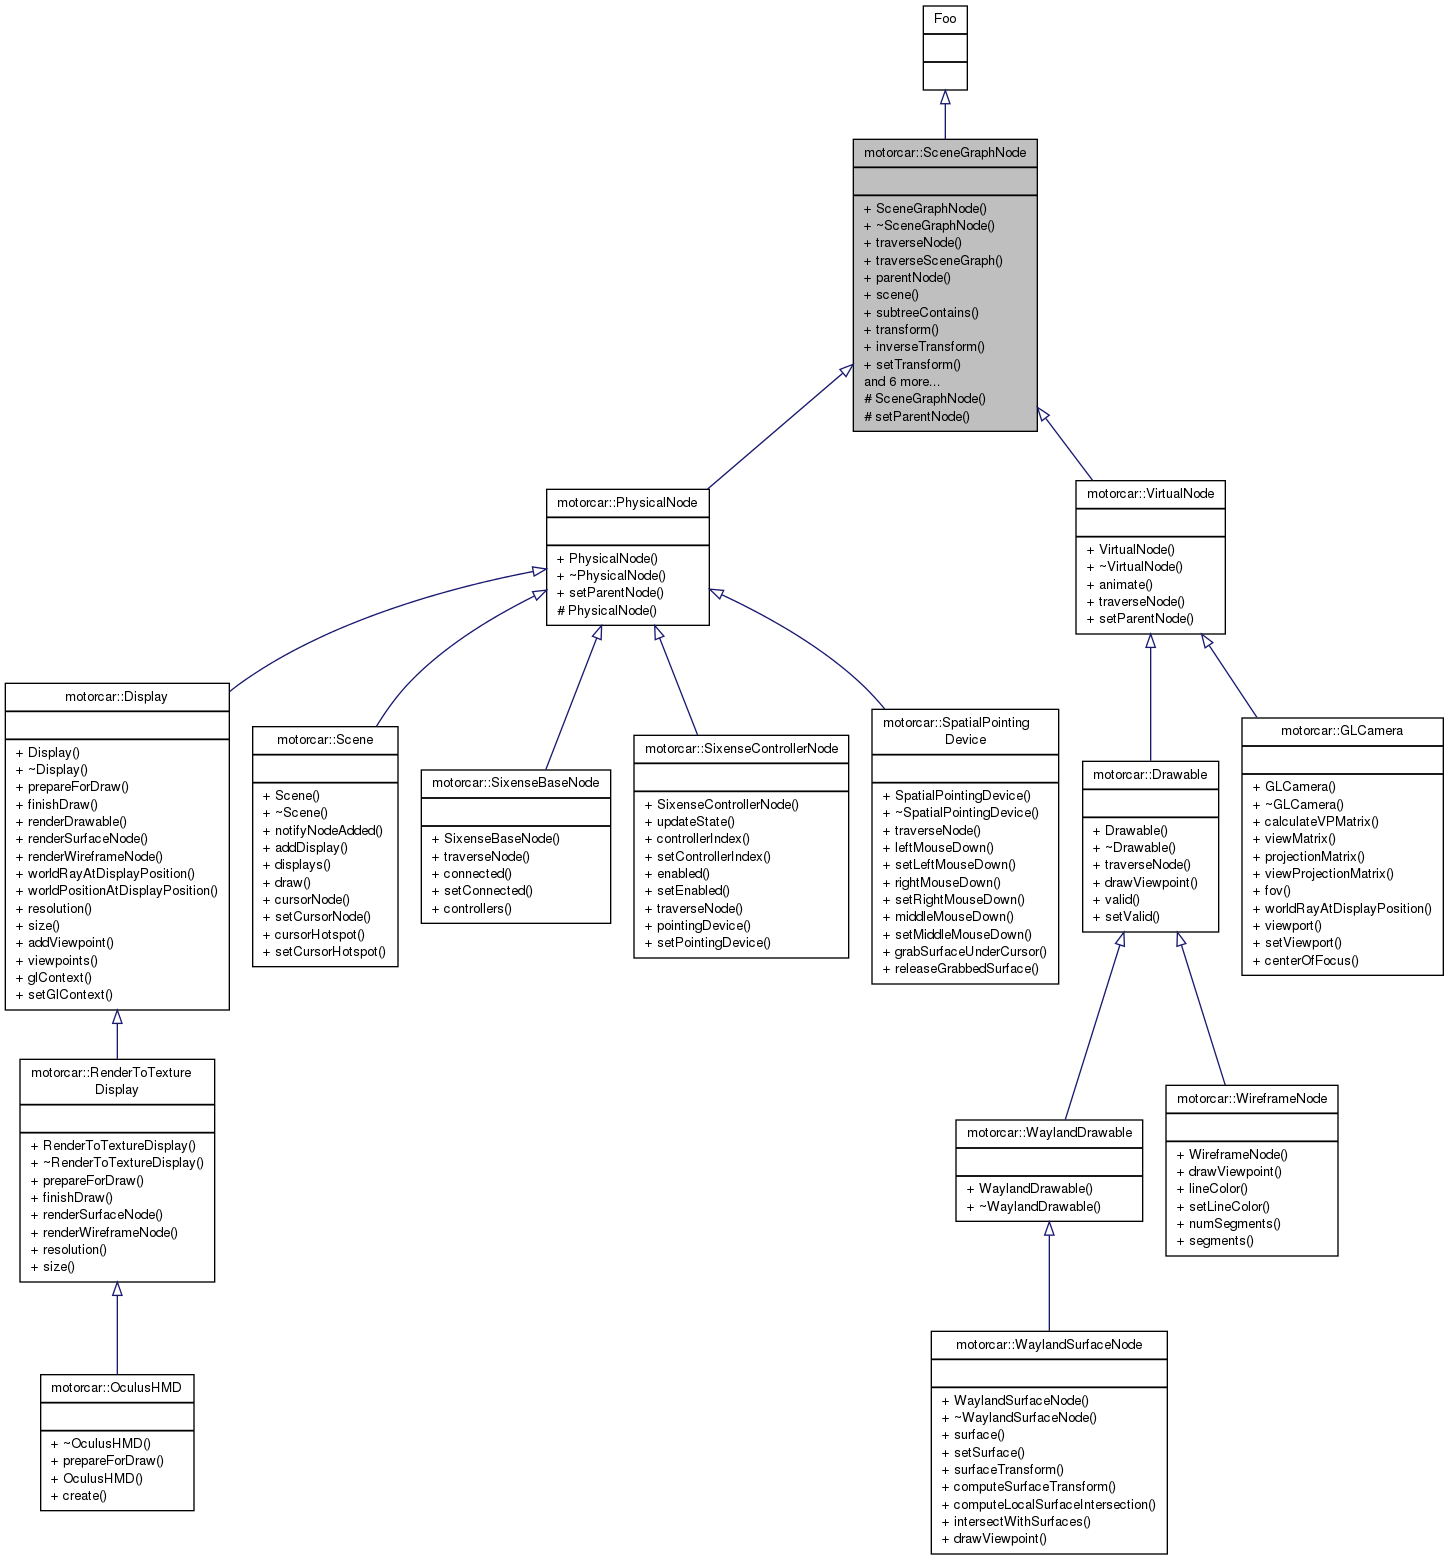 Foo
motorcar::SceneGraphNode
+ SceneGraphNode()
+ ~SceneGraphNode()
+ traverseNode()
+ traverseSceneGraph()
+ parentNode()
+ scene()
+ subtreeContains()
+ transform()
+ inverseTransform()
+ setTransform()
and 6 more...
# SceneGraphNode()
# setParentNode()
motorcar::PhysicalNode
+ PhysicalNode()
+ ~PhysicalNode()
+ setParentNode()
# PhysicalNode()
motorcar::VirtualNode
+ VirtualNode()
+ ~VirtualNode()
+ animate()
+ traverseNode()
+ setParentNode()
motorcar::Display
+ Display()
+ ~Display()
+ prepareForDraw()
+ finishDraw()
+ renderDrawable()
+ renderSurfaceNode()
+ renderWireframeNode()
+ worldRayAtDisplayPosition()
+ worldPositionAtDisplayPosition()
+ resolution()
+ size()
+ addViewpoint()
+ viewpoints()
+ glContext()
+ setGlContext()
motorcar::Scene
+ Scene()
+ ~Scene()
+ notifyNodeAdded()
+ addDisplay()
+ displays()
+ draw()
+ cursorNode()
+ setCursorNode()
+ cursorHotspot()
+ setCursorHotspot()
motorcar::SixenseBaseNode
+ SixenseBaseNode()
+ traverseNode()
+ connected()
+ setConnected()
+ controllers()
motorcar::SixenseControllerNode
+ SixenseControllerNode()
+ updateState()
+ controllerIndex()
+ setControllerIndex()
+ enabled()
+ setEnabled()
+ traverseNode()
+ pointingDevice()
+ setPointingDevice()
motorcar::SpatialPointing
Device
+ SpatialPointingDevice()
+ ~SpatialPointingDevice()
+ traverseNode()
+ leftMouseDown()
+ setLeftMouseDown()
+ rightMouseDown()
+ setRightMouseDown()
+ middleMouseDown()
+ setMiddleMouseDown()
+ grabSurfaceUnderCursor()
+ releaseGrabbedSurface()
motorcar::Drawable
+ Drawable()
+ ~Drawable()
+ traverseNode()
+ drawViewpoint()
+ valid()
+ setValid()
motorcar::GLCamera
+ GLCamera()
+ ~GLCamera()
+ calculateVPMatrix()
+ viewMatrix()
+ projectionMatrix()
+ viewProjectionMatrix()
+ fov()
+ worldRayAtDisplayPosition()
+ viewport()
+ setViewport()
+ centerOfFocus()
motorcar::RenderToTexture
Display
+ RenderToTextureDisplay()
+ ~RenderToTextureDisplay()
+ prepareForDraw()
+ finishDraw()
+ renderSurfaceNode()
+ renderWireframeNode()
+ resolution()
+ size()
motorcar::WaylandDrawable
+ WaylandDrawable()
+ ~WaylandDrawable()
motorcar::WireframeNode
+ WireframeNode()
+ drawViewpoint()
+ lineColor()
+ setLineColor()
+ numSegments()
+ segments()
motorcar::OculusHMD
+ ~OculusHMD()
+ prepareForDraw()
+ OculusHMD()
+ create()
motorcar::WaylandSurfaceNode
+ WaylandSurfaceNode()
+ ~WaylandSurfaceNode()
+ surface()
+ setSurface()
+ surfaceTransform()
+ computeSurfaceTransform()
+ computeLocalSurfaceIntersection()
+ intersectWithSurfaces()
+ drawViewpoint()